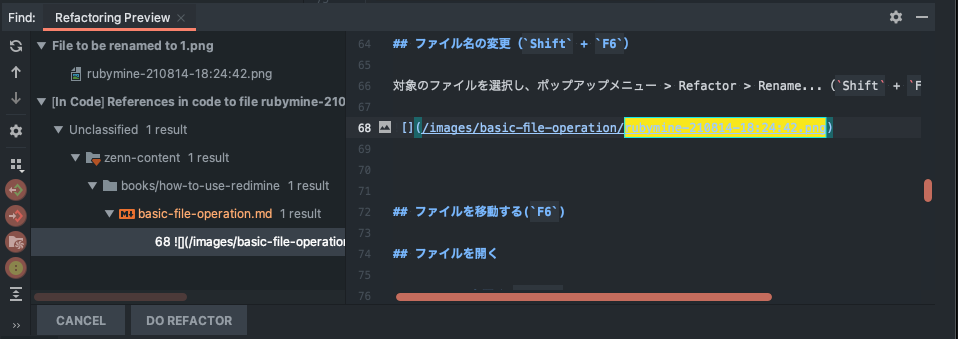 Find: Refactoring Preview ×
File to be renamed to 1.png
rubymine-210814-18:24:42.png
[In Code] References in code to file rubymine-210
Unclassified 1 result
zenn-content 1 result
books/how-to-use-redimine 1 result
basic-file-operation.md 1 result
68 ![](/images/basic-file-operation
CANCEL
DO REFACTOR
64 ## ファイル名の変更（`Shift` + `F6`）
65
66 対象のファイルを選択し、ポップアップメニュー > Refactor > Rename...（`Shift` + `F
67
68 [](/images/basic-file-operation/rubymine-210814-18:24:42.png)
69
70
71
72 ## ファイルを移動する(`F6`)
73
74 ## ファイルを開く
75
76